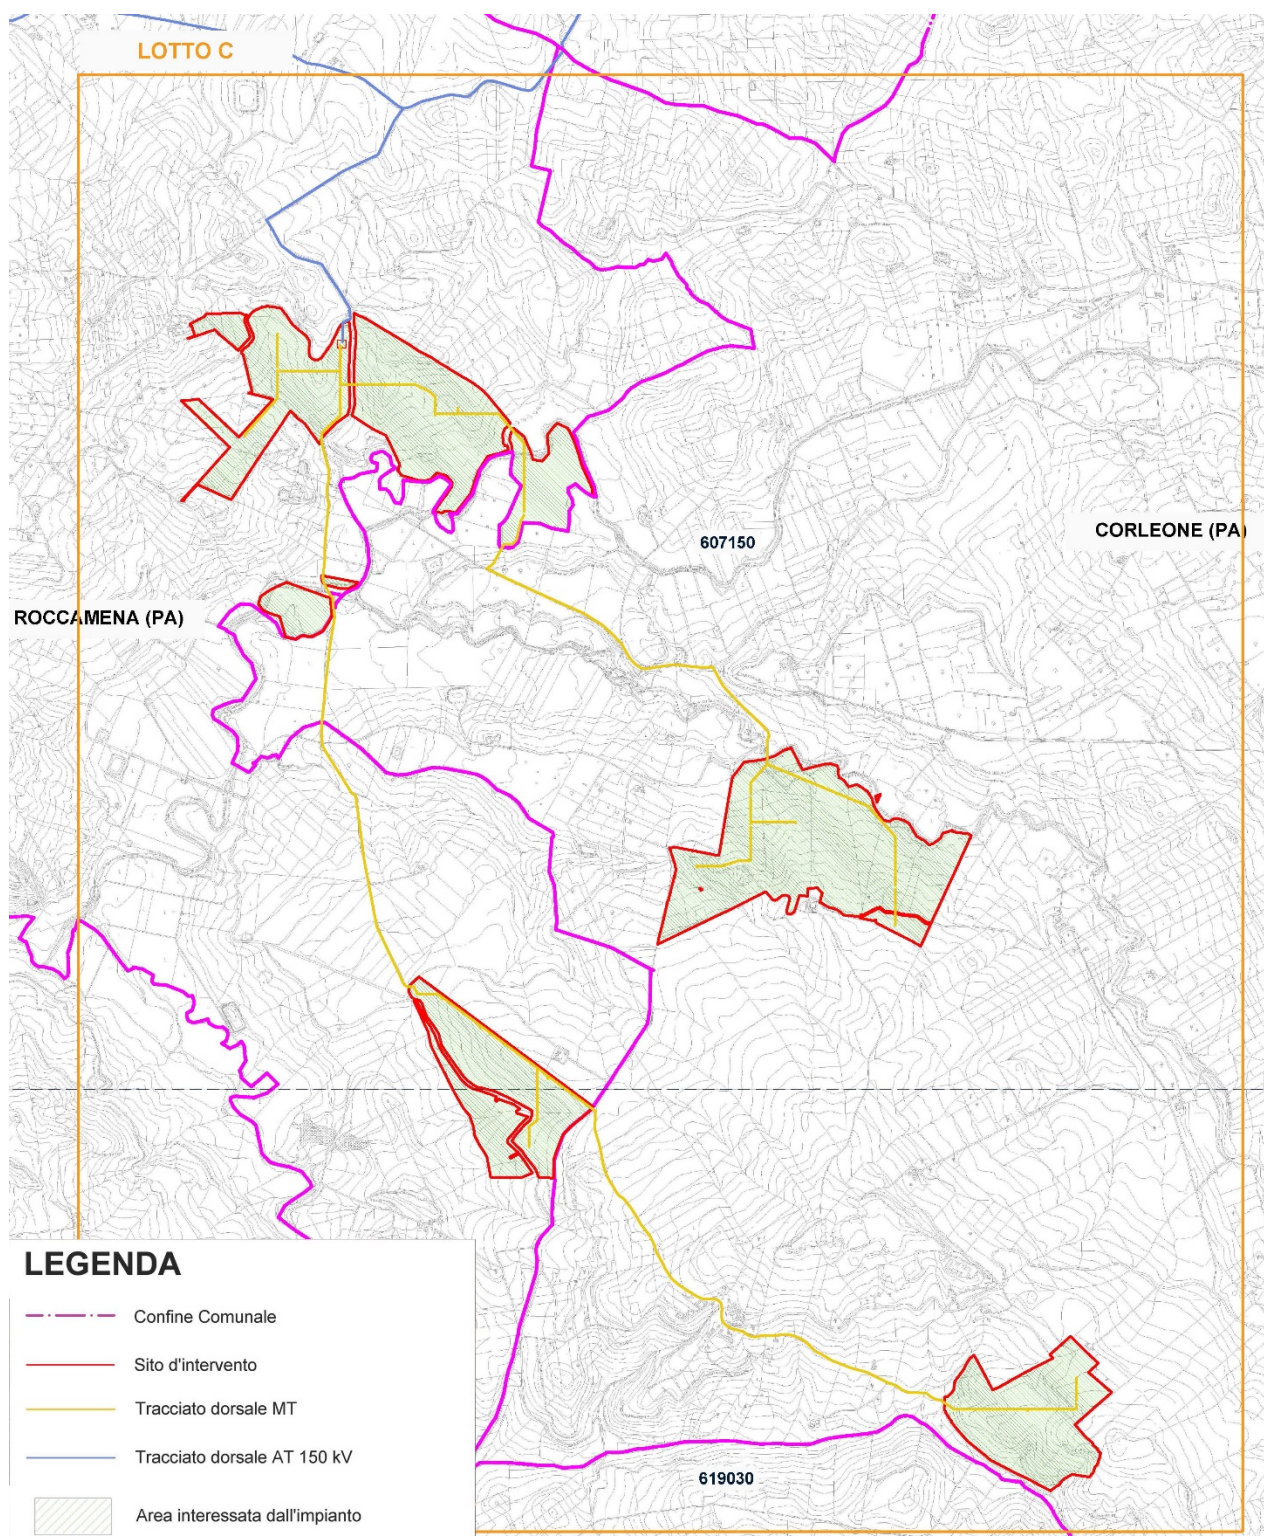 LOTTO C
607150
CORLEONE (PA)
ROCCAMENA (PA)
LEGENDA
Confine Comunale
Sito d'intervento
Tracciato dorsale MT
Tracciato dorsale AT 150 kV
619030
Area interessata dall'impianto